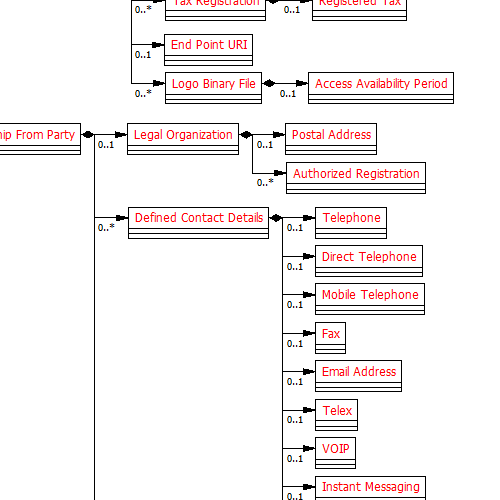 Tax Registration
Registered Tax
0..*
0..1
End Point URI
0..1
Logo Binary File
Access Availability Period
0..*
0..1
hip From Party
Legal Organization
Postal Address
0..1
0..1
Authorized Registration
0..*
Defined Contact Details
Telephone
0..*
0..1
Direct Telephone
0..1
Mobile Telephone
0..1
Fax
0..1
Email Address
0..1
Telex
0..1
VOIP
0..1
Instant Messaging
0..1